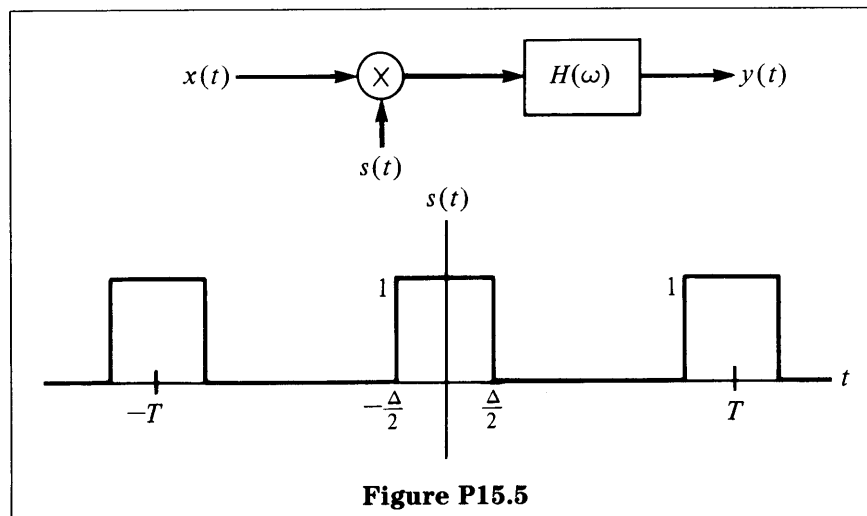 x(t) × H(ω) y(t)
s(t)
s(t)
1 1
t
−T −Δ/2 Δ/2 T
Figure P15.5